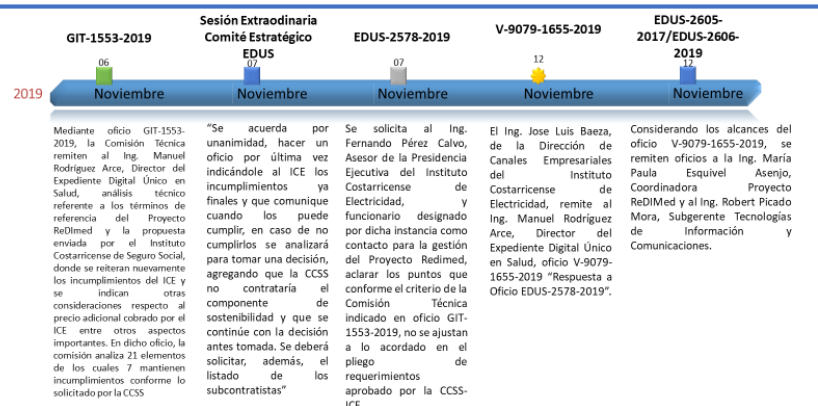 GIT-1553-2019
Sesión Extraodinaria
Comité Estratégico
EDUS
EDUS-2578-2019
V-9079-1655-2019
EDUS-2605-
2017/EDUS-2606-
2019
06
07
07
12
12
2019
Noviembre
Noviembre
Noviembre
Noviembre
Noviembre
Mediante oficio GIT-1553-
2019, la Comisión Técnica
remiten al Ing. Manuel
Rodríguez Arce, Director del
Expediente Digital Único en
Salud, análisis técnico
referente a los términos de
referencia del Proyecto
ReDImed y la propuesta
enviada por el Instituto
Costarricense de Seguro Social,
donde se reiteran nuevamente
los incumplimientos del ICE y
se indican otras
consideraciones respecto al
precio adicional cobrado por el
ICE entre otros aspectos
importantes. En dicho oficio, la
comisión analiza 21 elementos
de los cuales 7 mantienen
incumplimientos conforme lo
solicitado por la CCSS
“Se acuerda por
unanimidad, hacer un
oficio por última vez
indicándole al ICE los
incumplimientos ya
finales y que comunique
cuando los puede
cumplir, en caso de no
cumplirlos se analizará
para tomar una decisión,
agregando que la CCSS
no contrataría el
componente de
sostenibilidad y que se
continúe con la decisión
antes tomada. Se deberá
solicitar, además, el
listado de los
subcontratistas”
Se solicita al Ing.
Fernando Pérez Calvo,
Asesor de la Presidencia
Ejecutiva del Instituto
Costarricense de
Electricidad, y
funcionario designado
por dicha instancia como
contacto para la gestión
del Proyecto Redimed,
aclarar los puntos que
conforme el criterio de la
Comisión Técnica
indicado en oficio GIT-
1553-2019, no se ajustan
a lo acordado en el
pliego de
requerimientos
aprobado por la CCSS-
ICE
El Ing. Jose Luis Baeza,
de la Dirección de
Canales Empresariales
del Instituto
Costarricense de
Electricidad, remite al
Ing. Manuel Rodríguez
Arce, Director del
Expediente Digital Único
en Salud, oficio V-9079-
1655-2019 “Respuesta a
Oficio EDUS-2578-2019”.
Considerando los alcances del
oficio V-9079-1655-2019, se
remiten oficios a la Ing. María
Paula Esquivel Asenjo,
Coordinadora Proyecto
ReDIMed y al Ing. Robert Picado
Mora, Subgerente Tecnologías
de Información y
Comunicaciones.